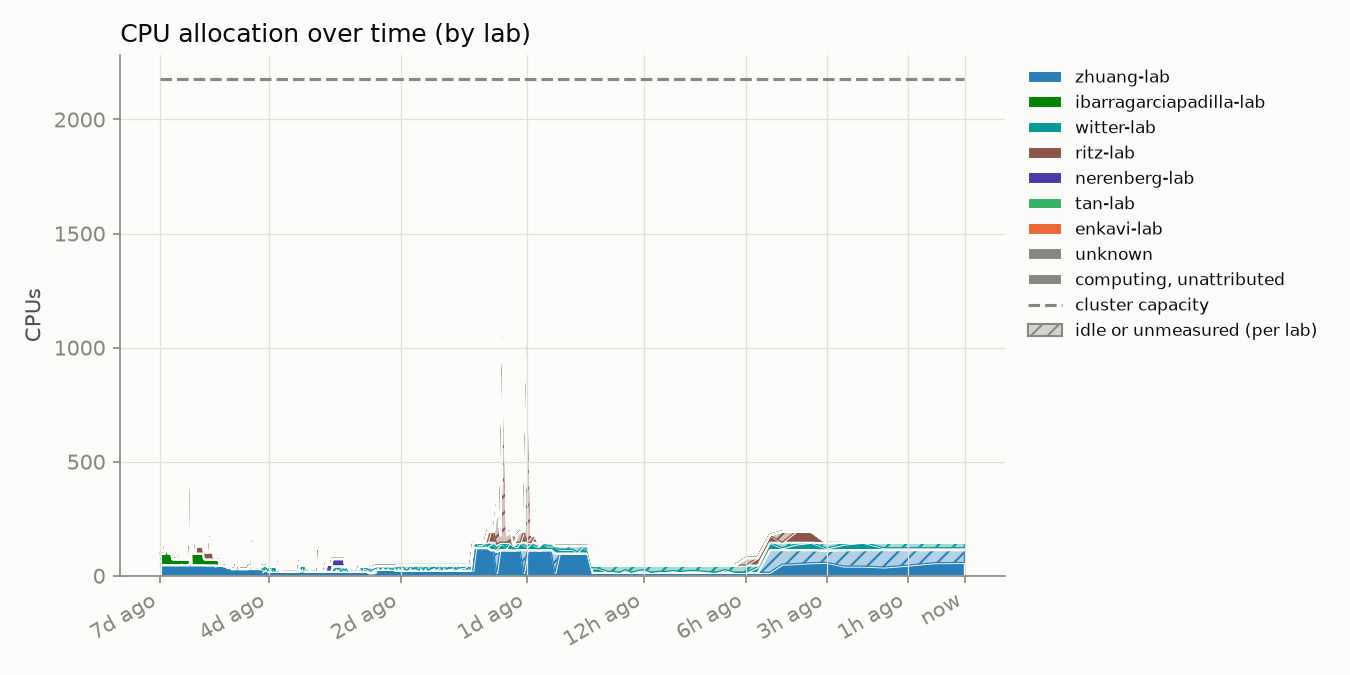 CPU allocation over time (by lab)
CPUs
2000
1500
1000
500
0
7d ago
4d ago
2d ago
1d ago
12h ago
6h ago
3h ago
1h ago
now
zhuang-lab
ibarragarciapadilla-lab
witter-lab
ritz-lab
nerenberg-lab
tan-lab
enkavi-lab
unknown
computing, unattributed
cluster capacity
idle or unmeasured (per lab)